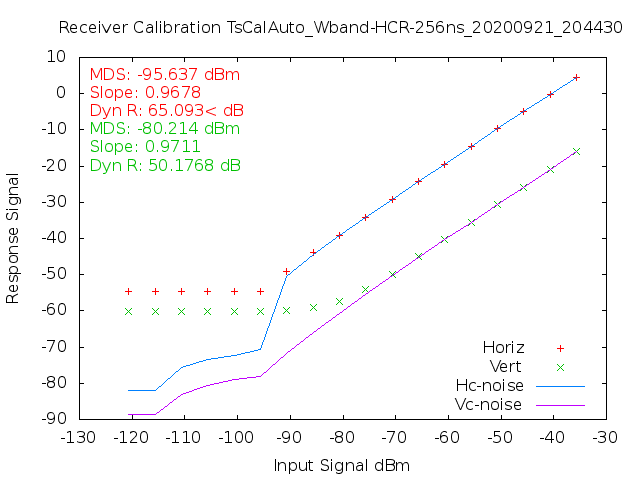 Receiver Calibration TsCalAuto_Wband-HCR-256ns_20200921_204430
MDS: -95.637 dBm
Slope: 0.9678
Dyn R: 65.093< dB
MDS: -80.214 dBm
Slope: 0.9711
Dyn R: 50.1768 dB
10
0
-10
-20
-30
-40
-50
-60
-70
-80
-90
Response Signal
Horiz
Vert
Hc-noise
Vc-noise
-130 -120 -110 -100 -90 -80 -70 -60 -50 -40 -30
Input Signal dBm